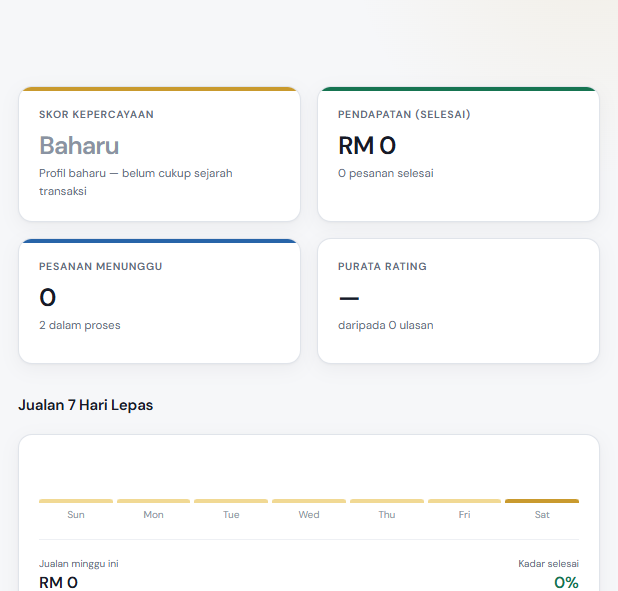 SKOR KEPERCAYAAN
Baharu
Profil baharu — belum cukup sejarah
transaksi
PENDAPATAN (SELESAI)
RM 0
0 pesanan selesai
PESANAN MENUNGGU
0
2 dalam proses
PURATA RATING
—
daripada 0 ulasan
Jualan 7 Hari Lepas
Sun Mon Tue Wed Thu Fri Sat
Jualan minggu ini Kadar selesai
RM 0 0%